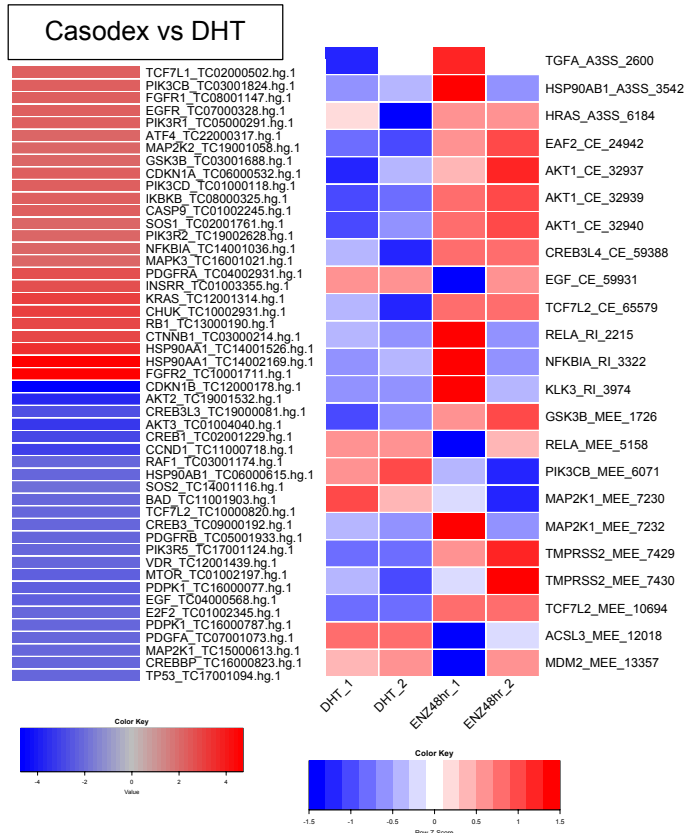 Casodex vs DHT
TCF7L1_TC02000502.hg.1
PIK3CB_TC03001824.hg.1
FGFR1_TC08001147.hg.1
EGFR_TC07000328.hg.1
PIK3R1_TC05000291.hg.1
ATF4_TC22000317.hg.1
MAP2K2_TC19001058.hg.1
GSK3B_TC03001688.hg.1
CDKN1A_TC06000532.hg.1
PIK3CD_TC01000118.hg.1
IKBKB_TC08000325.hg.1
CASP9_TC01002245.hg.1
SOS1_TC02001761.hg.1
PIK3R2_TC19002628.hg.1
NFKBIA_TC14001036.hg.1
MAPK3_TC16001021.hg.1
PDGFRA_TC04002931.hg.1
INSRR_TC01003355.hg.1
KRAS_TC12001314.hg.1
CHUK_TC10002931.hg.1
RB1_TC13000190.hg.1
CTNNB1_TC03000214.hg.1
HSP90AA1_TC14001526.hg.1
HSP90AA1_TC14002169.hg.1
FGFR2_TC10001711.hg.1
CDKN1B_TC12000178.hg.1
AKT2_TC19001532.hg.1
CREB3L3_TC19000081.hg.1
AKT3_TC01004040.hg.1
CREB1_TC02001229.hg.1
CCND1_TC11000718.hg.1
RAF1_TC03001174.hg.1
HSP90AB1_TC06000615.hg.1
SOS2_TC14001116.hg.1
BAD_TC11001903.hg.1
TCF7L2_TC10000820.hg.1
CREB3_TC09000192.hg.1
PDGFRB_TC05001933.hg.1
PIK3R5_TC17001124.hg.1
VDR_TC12001439.hg.1
MTOR_TC01002197.hg.1
PDPK1_TC16000077.hg.1
EGF_TC04000568.hg.1
E2F2_TC01002345.hg.1
PDPK1_TC16000787.hg.1
PDGFA_TC07001073.hg.1
MAP2K1_TC15000613.hg.1
CREBBP_TC16000823.hg.1
TP53_TC17001094.hg.1
Color Key
-4 -2 0 2 4
Value
TGFA_A3SS_2600
HSP90AB1_A3SS_3542
HRAS_A3SS_6184
EAF2_CE_24942
AKT1_CE_32937
AKT1_CE_32939
AKT1_CE_32940
CREB3L4_CE_59388
EGF_CE_59931
TCF7L2_CE_65579
RELA_RI_2215
NFKBIA_RI_3322
KLK3_RI_3974
GSK3B_MEE_1726
RELA_MEE_5158
PIK3CB_MEE_6071
MAP2K1_MEE_7230
MAP2K1_MEE_7232
TMPRSS2_MEE_7429
TMPRSS2_MEE_7430
TCF7L2_MEE_10694
ACSL3_MEE_12018
MDM2_MEE_13357
DHT_1 DHT_2 ENZ48hr_1 ENZ48hr_2
Color Key
-1.5 -1 -0.5 0 0.5 1 1.5
Row Z-Score